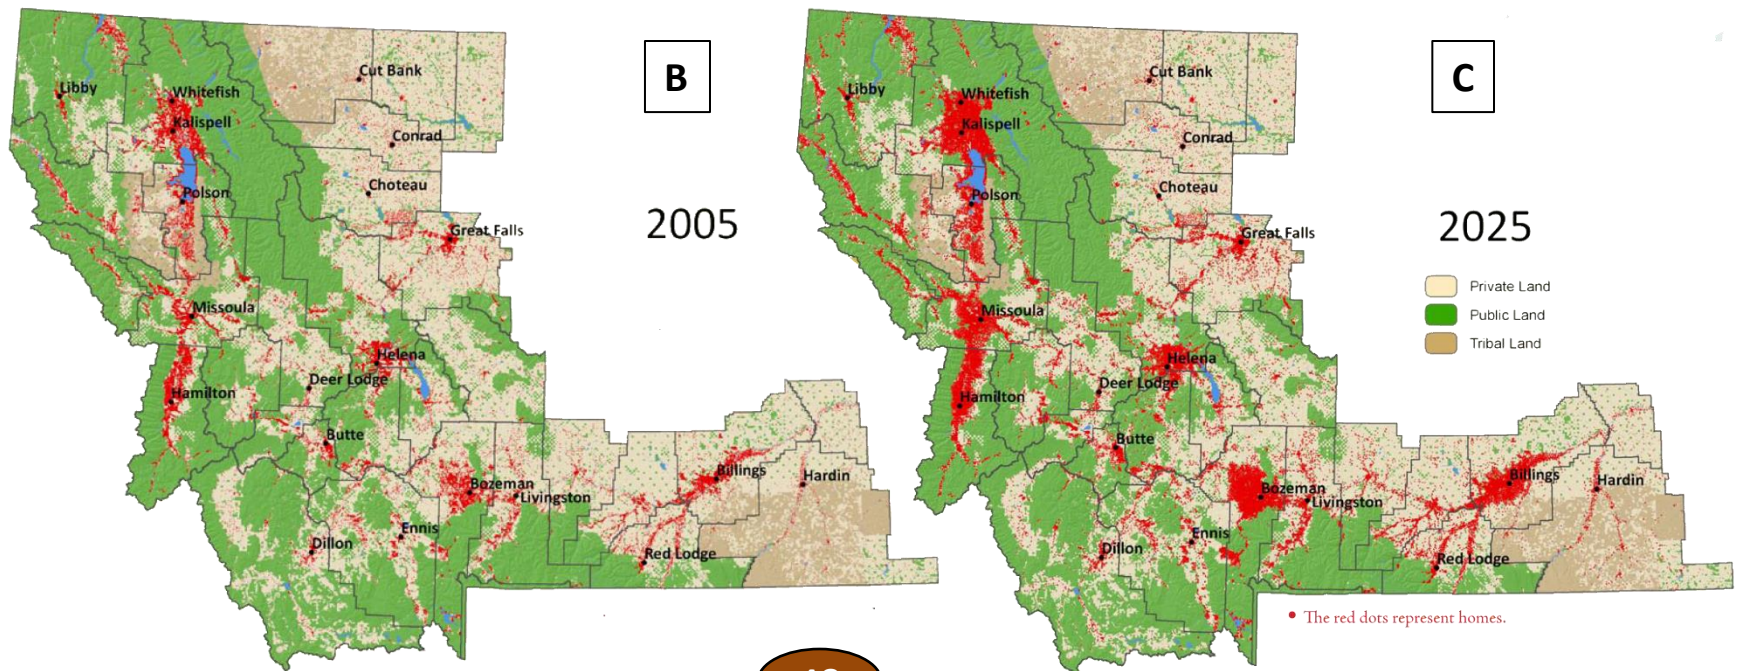 B
Cut Bank
Libby
Whitefish
Kalispell
Conrad
Choteau
Polson
Great Falls
Missoula
Helena
Deer Lodge
Hamilton
Butte
Billings
Hardin
Bozeman
Livingston
Ennis
Dillon
Red Lodge
2005
C
Cut Bank
Libby
Whitefish
Kalispell
Conrad
Choteau
Polson
Great Falls
Missoula
Helena
Deer Lodge
Hamilton
Butte
Billings
Hardin
Bozeman
Livingston
Ennis
Dillon
Red Lodge
2025
Private Land
Public Land
Tribal Land
The red dots represent homes.